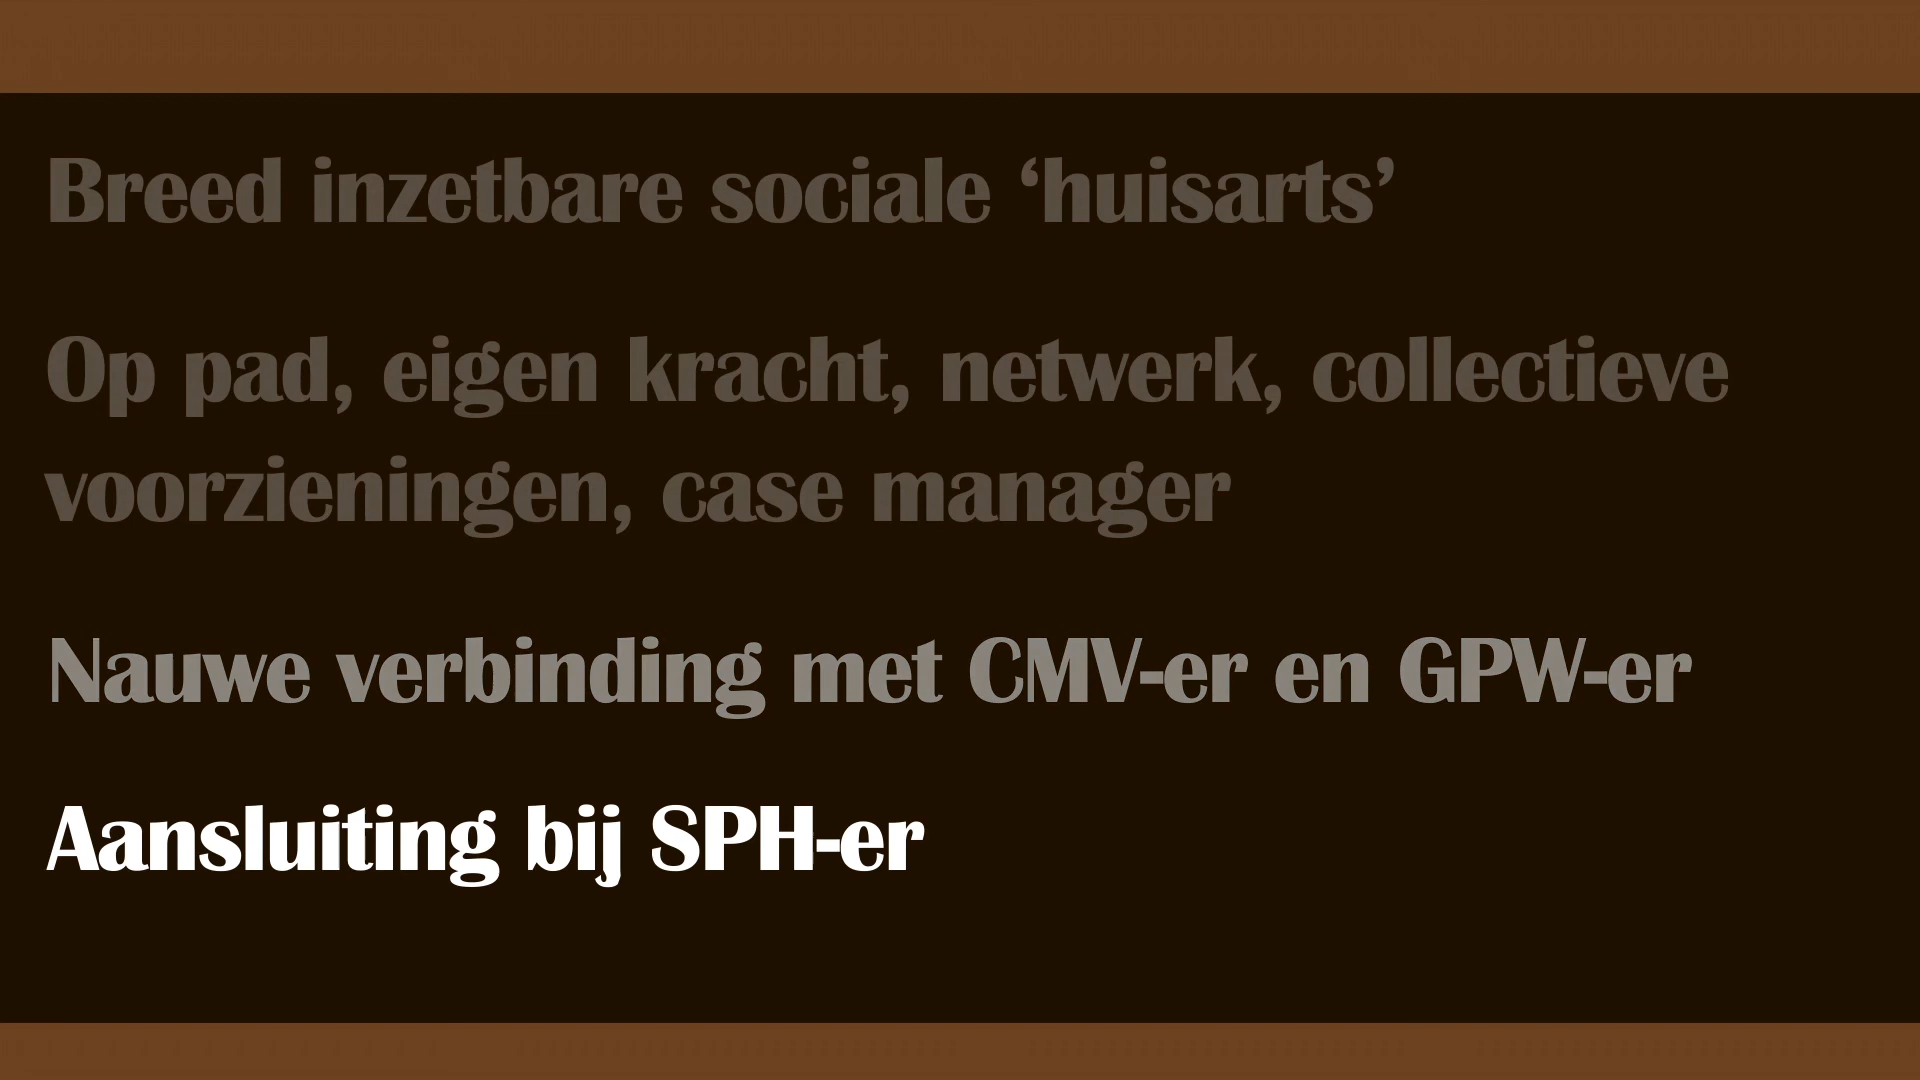 Breed inzetbare sociale ‘huisarts’
Op pad, eigen kracht, netwerk, collectieve
voorzieningen, case manager
Nauwe verbinding met CMV-er en GPW-er
Aansluiting bij SPH-er